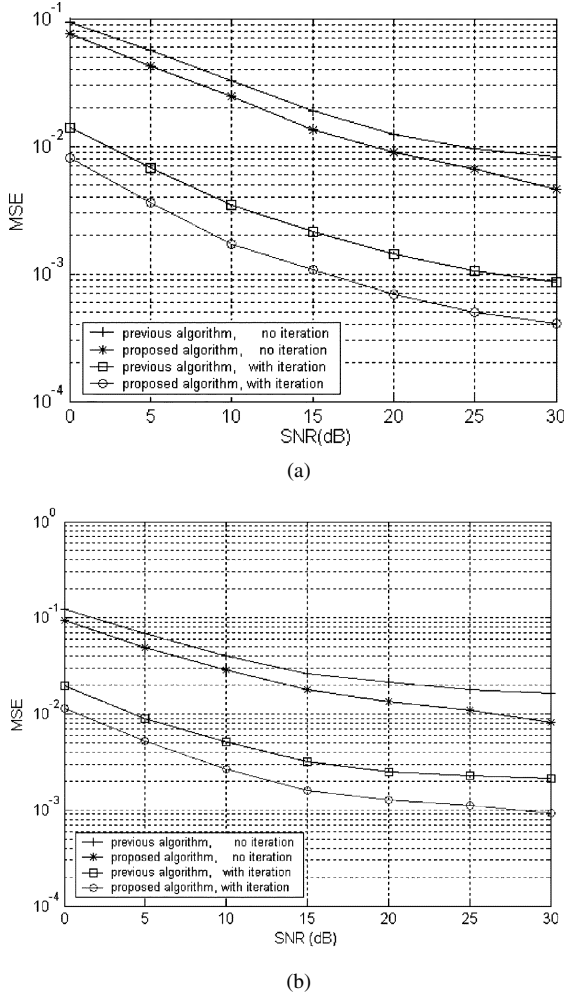 10^-1
10^-2
MSE
10^-3
previous algorithm, no iteration
proposed algorithm, no iteration
previous algorithm, with iteration
proposed algorithm, with iteration
10^-4
0 5 10 15 20 25 30
SNR(dB)
(a)
10^0
10^-1
MSE
10^-2
10^-3
previous algorithm, no iteration
proposed algorithm, no iteration
previous algorithm, with iteration
proposed algorithm, with iteration
10^-4
0 5 10 15 20 25 30
SNR (dB)
(b)